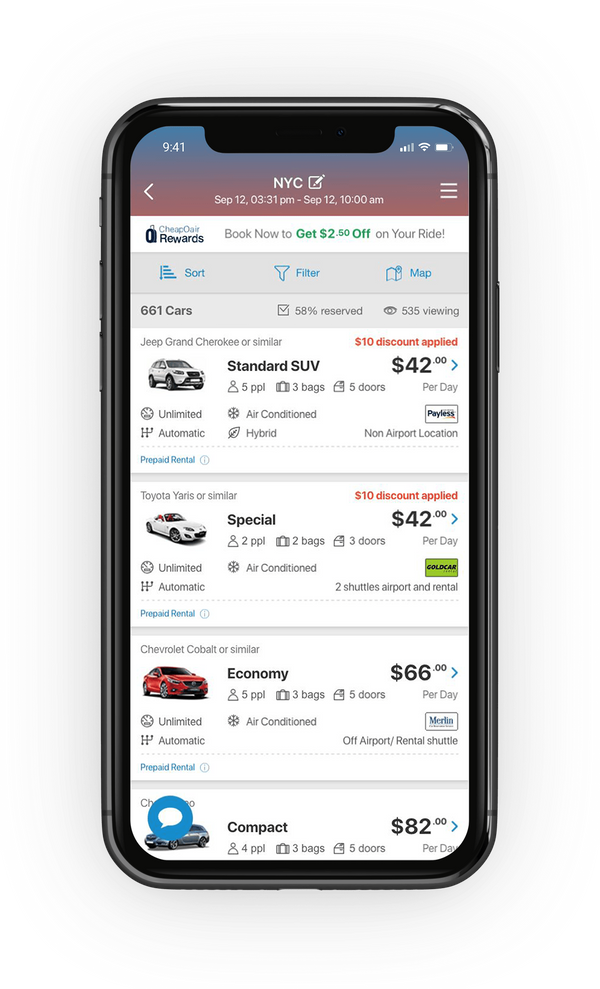 9:41
NYC
Sep 12, 03:31 pm - Sep 12, 10:00 am
CheapOair
Rewards
Book Now to Get $2.50 Off on Your Ride!
Sort Filter Map
661 Cars 58% reserved 535 viewing
Jeep Grand Cherokee or similar $10 discount applied
Standard SUV $42.00
5 ppl 3 bags 5 doors Per Day
Unlimited Air Conditioned Payless
Automatic Hybrid Non Airport Location
Prepaid Rental
Toyota Yaris or similar $10 discount applied
Special $42.00
2 ppl 2 bags 3 doors Per Day
Unlimited Air Conditioned GOLDCAR
Automatic 2 shuttles airport and rental
Prepaid Rental
Chevrolet Cobalt or similar
Economy $66.00
5 ppl 3 bags 5 doors Per Day
Unlimited Air Conditioned Merlin
Automatic Off Airport/ Rental shuttle
Prepaid Rental
Compact $82.00
4 ppl 3 bags 5 doors Per Day